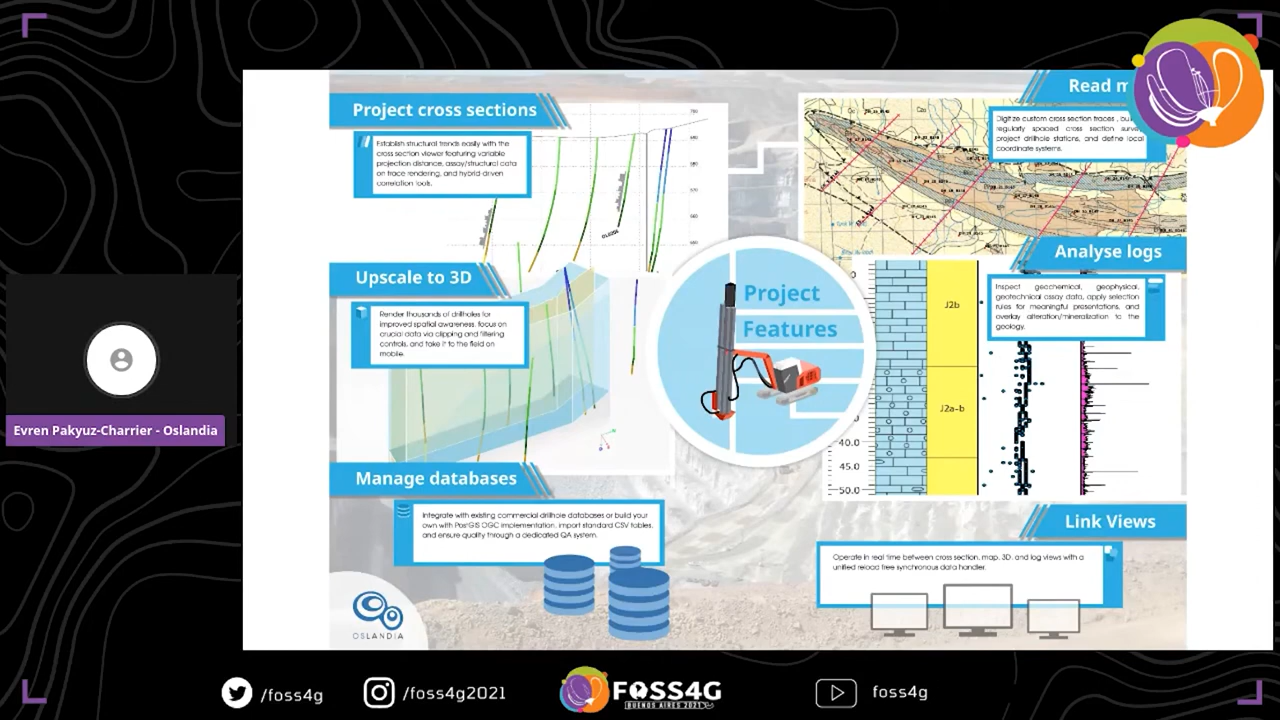 Project cross sections
Establish structural trends easily with the
cross section viewer featuring variable
projection distance, assay/structural data
on trace rendering, and hybrid driven
correlation tools.
Read m
Digitize custom cross section traces , bu
regularly spaced cross section
project drillhole stations, and define local
coordinate systems.
Upscale to 3D
Render thousands of drillholes for
improved spatial awareness, focus on
crucial data via clipping and filtering
controls, and take it to the field on
mobile.
Project
Features
Analyse logs
Inspect geochemical, geophysical,
geotechnical assay data, apply selection
rules for meaningful presentations, and
overlay alteration/mineralization to the
geology.
J2b
J2a-b
-40.0
-45.0
-50.0
Manage databases
Integrate with existing commercial drillhole databases or build your
own with PostGIS OGC implementation, import standard CSV tables,
and ensure quality through a dedicated QA system.
Link Views
Operate in real time between cross section, map, 3D, and log views with a
unified reload free synchronous data handler.
OSLANDIA
Evren Pakyuz-Charrier - Oslandia
/foss4g
/foss4g2021
FOSS4G
BUENOS AIRES 2021
foss4g